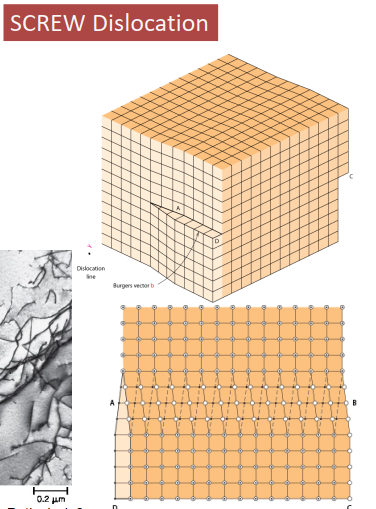 SCREW Dislocation
A
C
D
Dislocation
line
Burgers vector b
A
B
0.2 μm
C